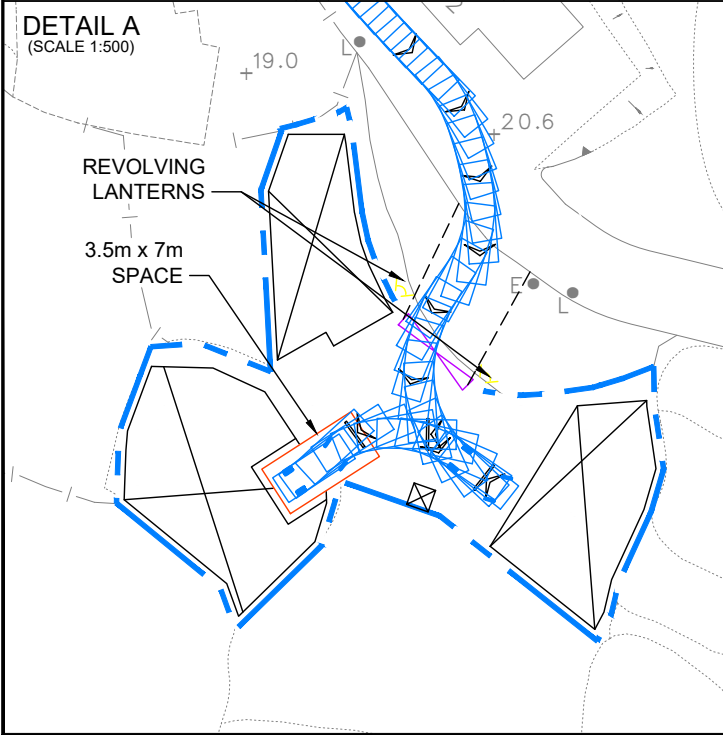 DETAIL A
(SCALE 1:500)
2
L
19.0
20.6
REVOLVING
LANTERNS
3.5m x 7m
SPACE
E
L